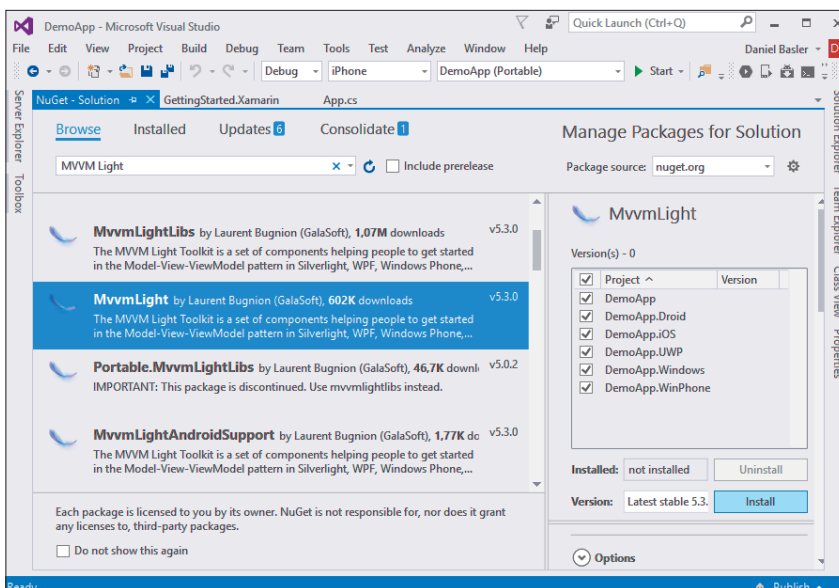 DemoApp - Microsoft Visual Studio
Quick Launch (Ctrl+Q)
File Edit View Project Build Debug Team Tools Test Analyze Window Help
Daniel Basler
Debug iPhone DemoApp (Portable) Start
NuGet - Solution GettingStarted.Xamarin App.cs
Server Explorer
Toolbox
Browse Installed Updates 6 Consolidate 1
Manage Packages for Solution
MVVM Light
Include prerelease
Package source: nuget.org
MvvmLightLibs by Laurent Bugnion (GalaSoft), 1,07M downloads v5.3.0
The MVVM Light Toolkit is a set of components helping people to get started
in the Model-View-ViewModel pattern in Silverlight, WPF, Windows Phone,...
MvvmLight by Laurent Bugnion (GalaSoft), 602K downloads v5.3.0
The MVVM Light Toolkit is a set of components helping people to get started
in the Model-View-ViewModel pattern in Silverlight, WPF, Windows Phone,...
Portable.MvvmLightLibs by Laurent Bugnion (GalaSoft), 46,7K downl v5.0.2
IMPORTANT: This package is discontinued. Use mvvmlightlibs instead.
MvvmLightAndroidSupport by Laurent Bugnion (GalaSoft), 1,77K do v5.3.0
The MVVM Light Toolkit is a set of components helping people to get started
in the Model-View-ViewModel pattern in Silverlight, WPF, Windows Phone,...
Each package is licensed to you by its owner. NuGet is not responsible for, nor does it grant
any licenses to, third-party packages.
Do not show this again
MvvmLight
Version(s) - 0
Project Version
DemoApp
DemoApp.Droid
DemoApp.iOS
DemoApp.UWP
DemoApp.Windows
DemoApp.WinPhone
Installed: not installed Uninstall
Version: Latest stable 5.3. Install
Options
Solution Explorer
Team Explorer
Class View
Properties
Ready
Publish